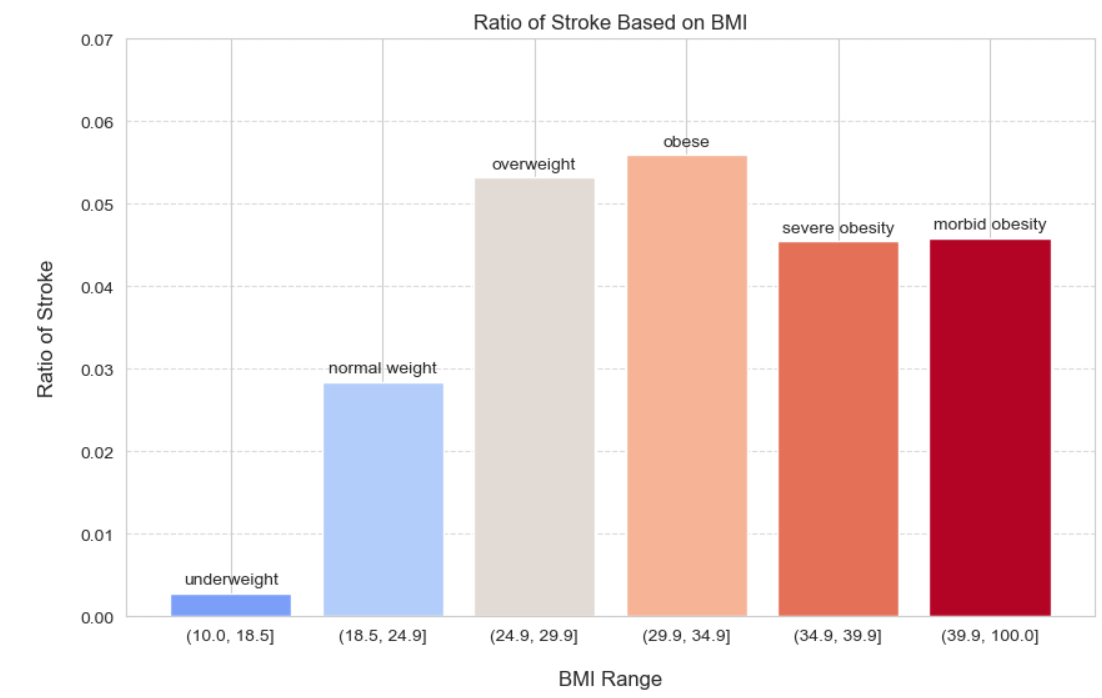 Ratio of Stroke Based on BMI
0.07
0.06
0.05
0.04
0.03
0.02
0.01
0.00
Ratio of Stroke
underweight
normal weight
overweight
obese
severe obesity
morbid obesity
(10.0, 18.5]
(18.5, 24.9]
(24.9, 29.9]
(29.9, 34.9]
(34.9, 39.9]
(39.9, 100.0]
BMI Range